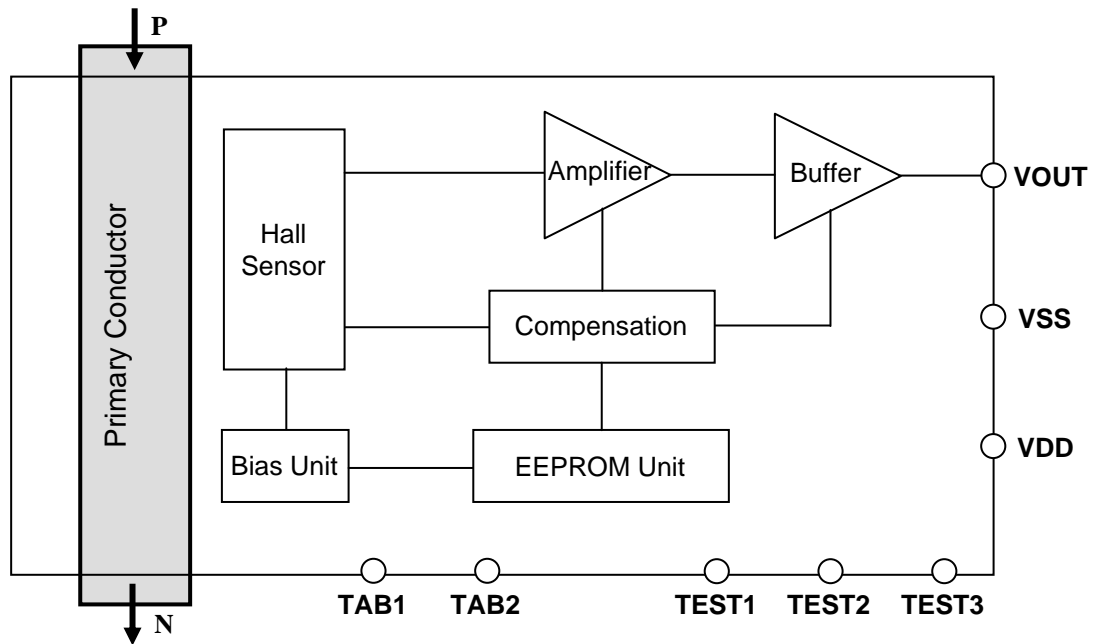 P
Primary Conductor
Hall
Sensor
Amplifier
Buffer
VOUT
Compensation
VSS
Bias Unit
EEPROM Unit
VDD
TAB1
TAB2
TEST1
TEST2
TEST3
N